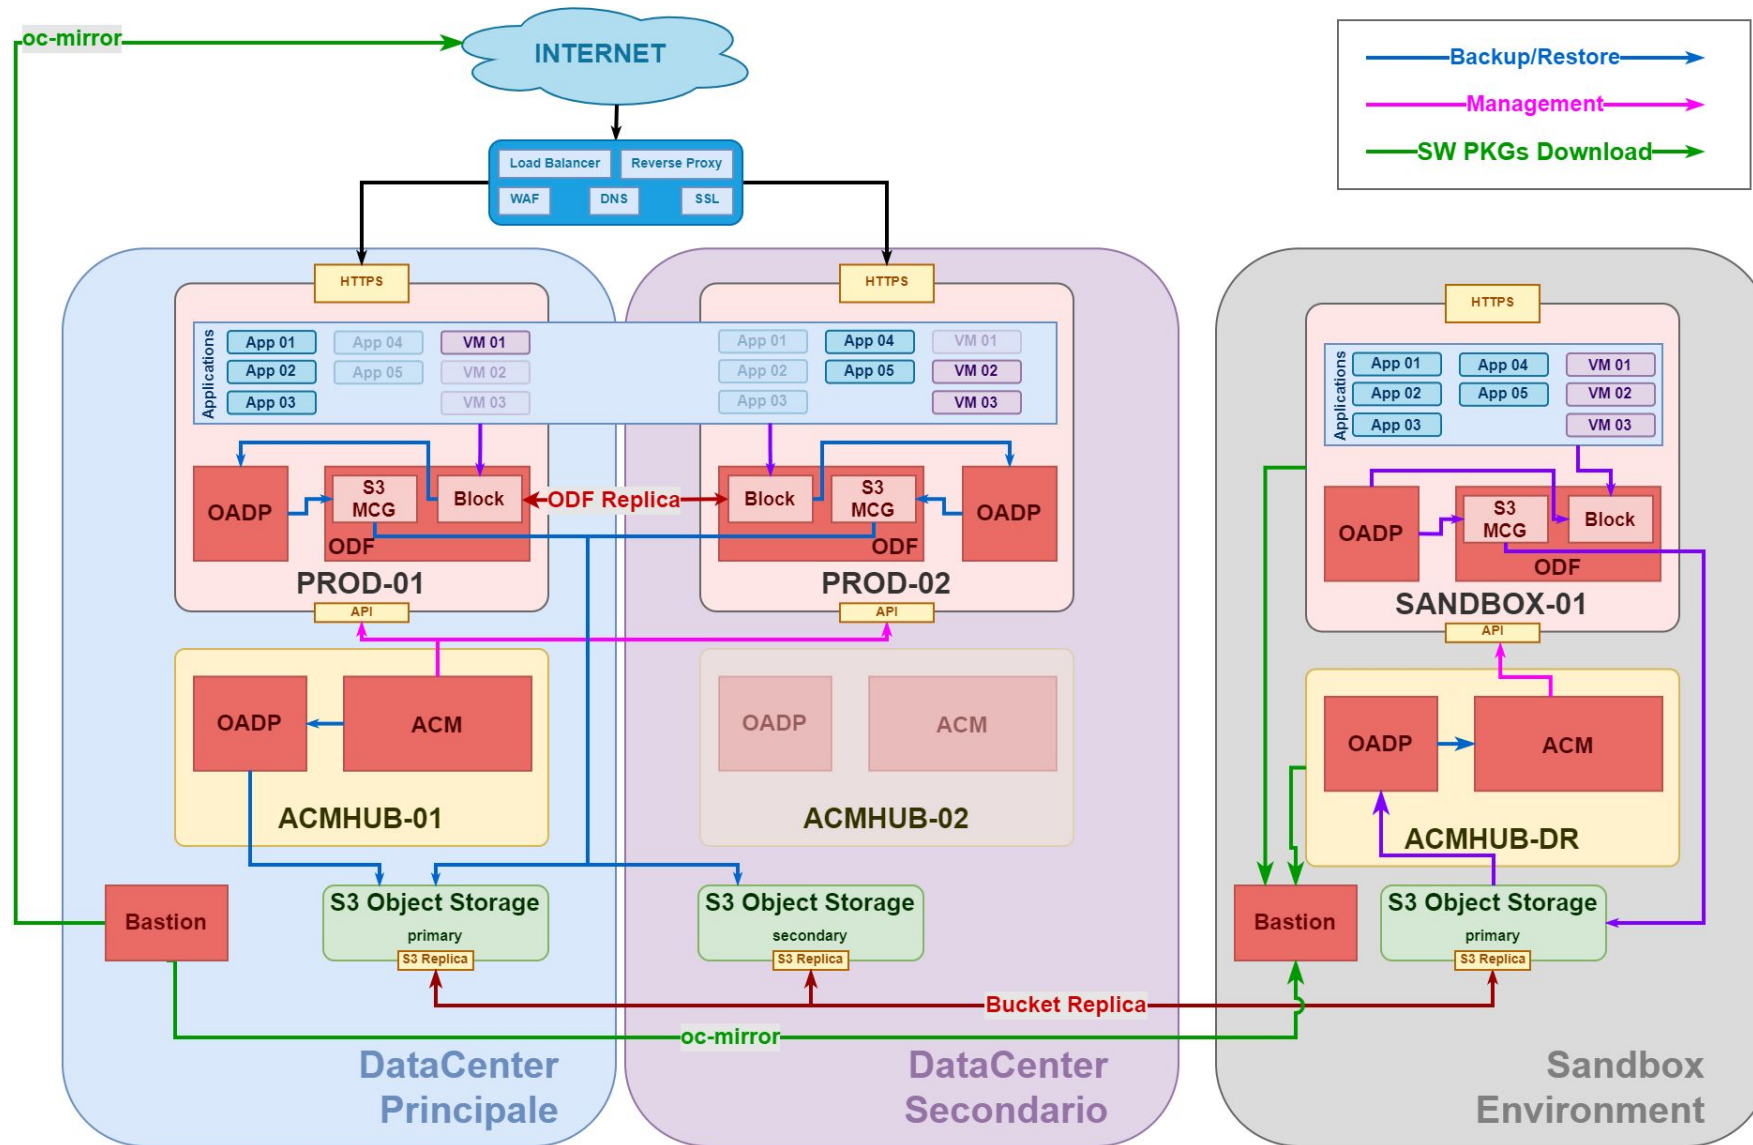 oc-mirror
INTERNET
Backup/Restore
Management
SW PKGs Download
Load Balancer
Reverse Proxy
WAF
DNS
SSL
HTTPS
Applications
App 01
App 04
VM 01
App 02
App 05
VM 02
App 03
VM 03
OADP
S3
MCG
Block
ODF
PROD-01
API
ODF Replica
HTTPS
App 01
App 04
VM 01
App 02
App 05
VM 02
App 03
VM 03
Block
S3
MCG
OADP
ODF
PROD-02
API
OADP
ACM
ACMHUB-01
OADP
ACM
ACMHUB-02
Bastion
S3 Object Storage
primary
S3 Replica
S3 Object Storage
secondary
S3 Replica
Bucket Replica
oc-mirror
DataCenter
Principale
DataCenter
Secondario
HTTPS
Applications
App 01
App 04
VM 01
App 02
App 05
VM 02
App 03
VM 03
OADP
S3
MCG
Block
ODF
SANDBOX-01
API
OADP
ACM
ACMHUB-DR
Bastion
S3 Object Storage
primary
S3 Replica
Sandbox
Environment